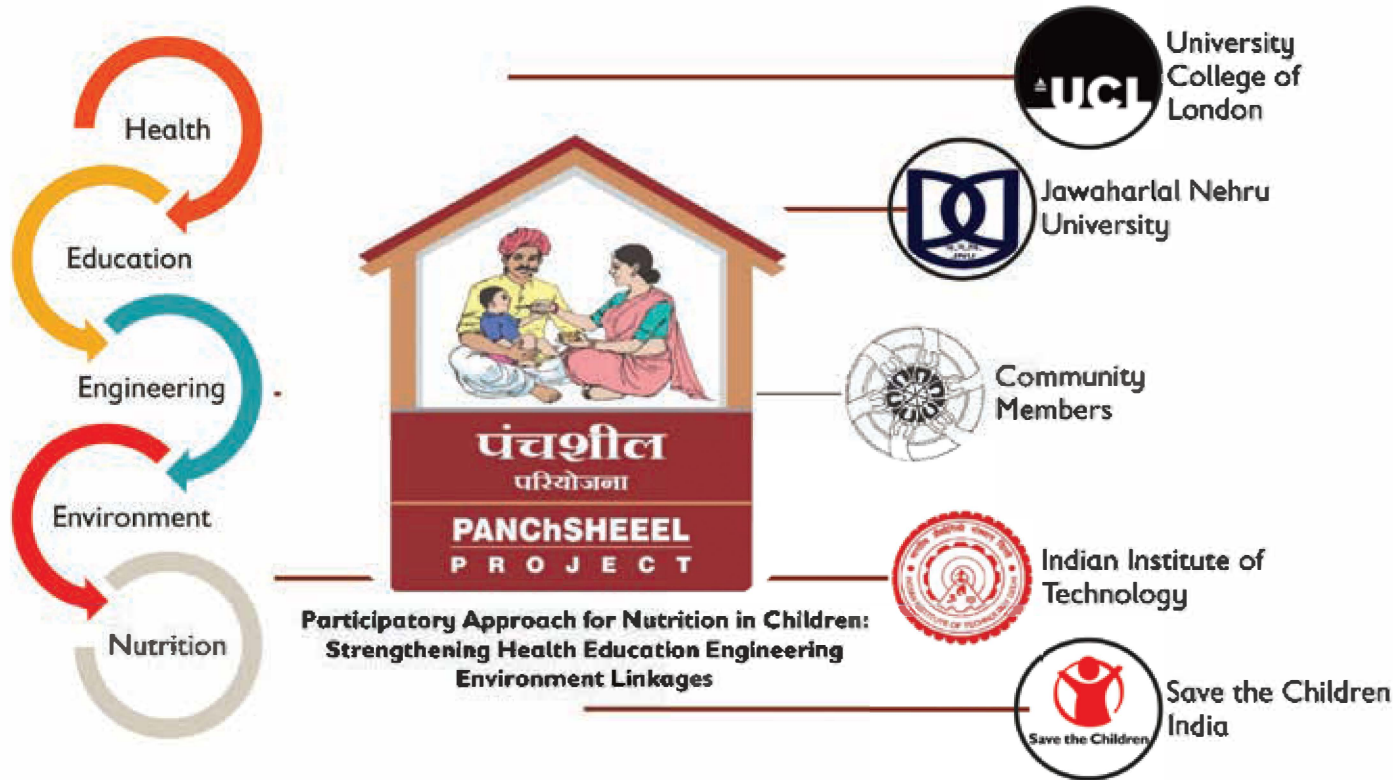 Health
Education
Engineering
Environment
Nutrition
पंचशील
परियोजना
PANChSHEEEL
PROJECT
Participatory Approach for Nutrition in Children:
Strengthening Health Education Engineering
Environment Linkages
UCL
University
College of
London
Jawaharlal Nehru
University
Community
Members
Indian Institute of
Technology
Save the Children
Save the Children
India